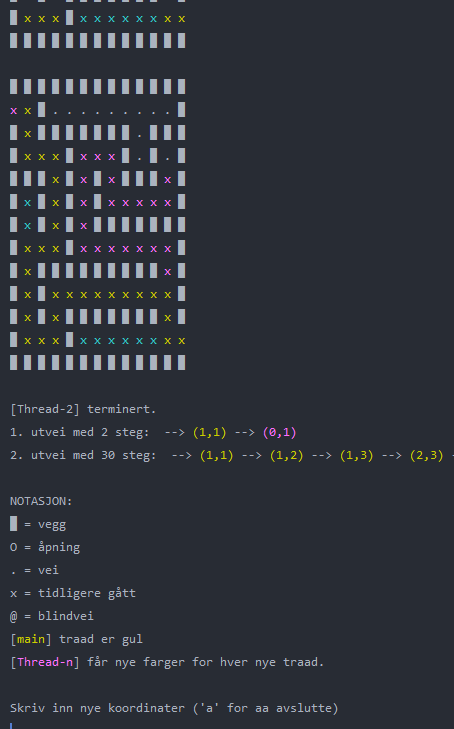 █ x x x █ x x x x x x x x
█ █ █ █ █ █ █ █ █ █ █ █ █
█ █ █ █ █ █ █ █ █ █ █ █ █
x x █ . . . . . . . . . █
█ x █ █ █ █ █ █ █ . █ █ █
█ x x x █ x x x █ . █ . █
█ █ █ x █ x █ x █ █ █ x █
█ x █ x █ x █ x x x x x █
█ x █ x █ x █ █ █ █ █ █ █
█ x x x █ x x x x x x x █
█ x █ █ █ █ █ █ █ █ █ x █
█ x █ x x x x x x x x x █
█ x █ x █ █ █ █ █ █ █ x █
█ x x x █ x x x x x x x x
█ █ █ █ █ █ █ █ █ █ █ █ █
[Thread-2] terminert.
1. utvei med 2 steg:  --> (1,1) --> (0,1)
2. utvei med 30 steg:  --> (1,1) --> (1,2) --> (1,3) --> (2,3) -
NOTASJON:
█ = vegg
O = åpning
. = vei
x = tidligere gått
@ = blindvei
[main] traad er gul
[Thread-n] får nye farger for hver nye traad.
Skriv inn nye koordinater ('a' for aa avslutte)